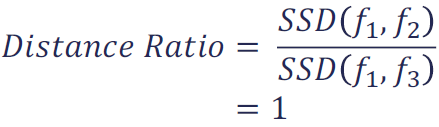 Distance Ratio = SSD(f₁, f₂) / SSD(f₁, f₃)
= 1